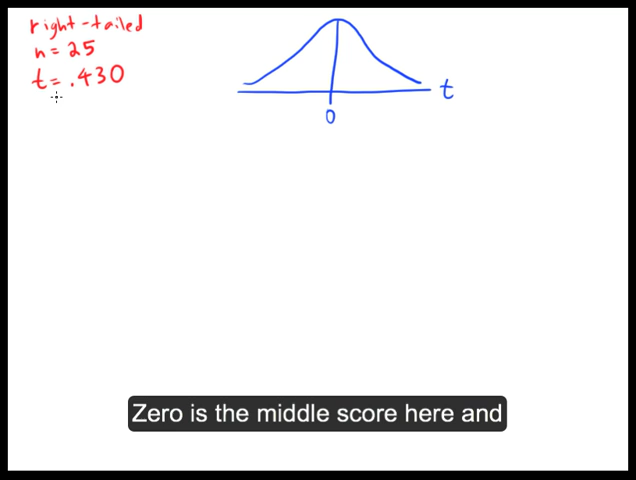 right-tailed
n = 25
t = .430
t
0
Zero is the middle score here and